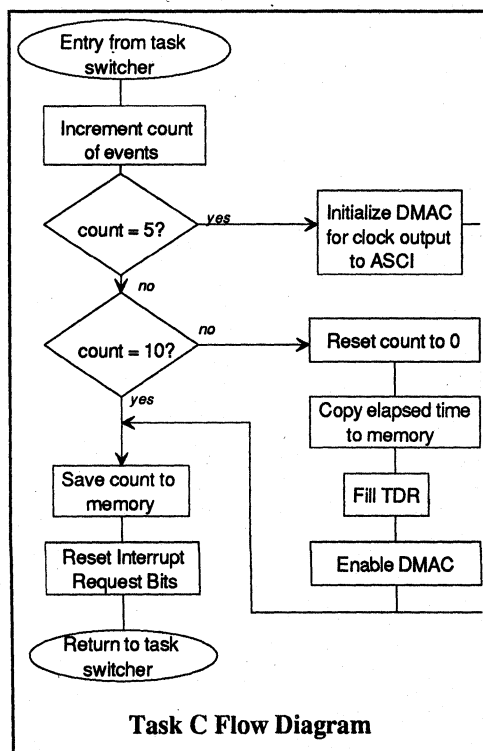 Entry from task
switcher
Increment count
of events
count = 5?
yes
Initialize DMAC
for clock output
to ASCI
no
count = 10?
no
Reset count to 0
yes
Copy elapsed time
to memory
Save count to
memory
Fill TDR
Reset Interrupt
Request Bits
Enable DMAC
Return to task
switcher
Task C Flow Diagram